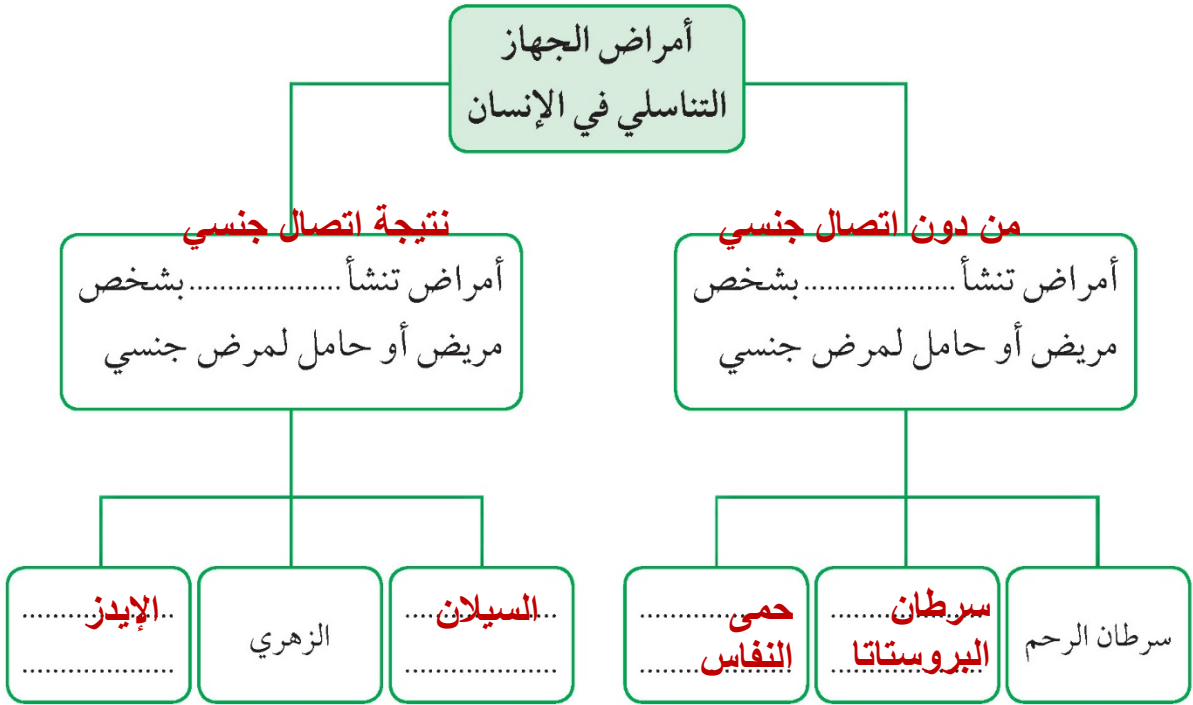 أمراض الجهاز
التناسلي في الإنسان
من دون اتصال جنسي
أمراض تنشأ .................... بشخص
مريض أو حامل لمرض جنسي
نتيجة اتصال جنسي
أمراض تنشأ .................... بشخص
مريض أو حامل لمرض جنسي
سرطان الرحم
سرطان
البروستاتا
حمى
النفاس
السيلان
الزهري
الإيدز